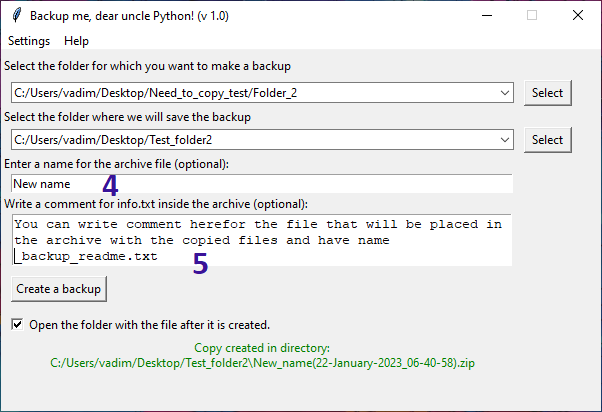 Backup me, dear uncle Python! (v 1.0)
Settings Help
Select the folder for which you want to make a backup
C:/Users/vadim/Desktop/Need_to_copy_test/Folder_2 Select
Select the folder where we will save the backup
C:/Users/vadim/Desktop/Test_folder2 Select
Enter a name for the archive file (optional):
New name 4
Write a comment for info.txt inside the archive (optional):
You can write comment herefor the file that will be placed in
the archive with the copied files and have name
_backup_readme.txt 5
Create a backup
Open the folder with the file after it is created.
Copy created in directory:
C:/Users/vadim/Desktop/Test_folder2\New_name(22-January-2023_06-40-58).zip